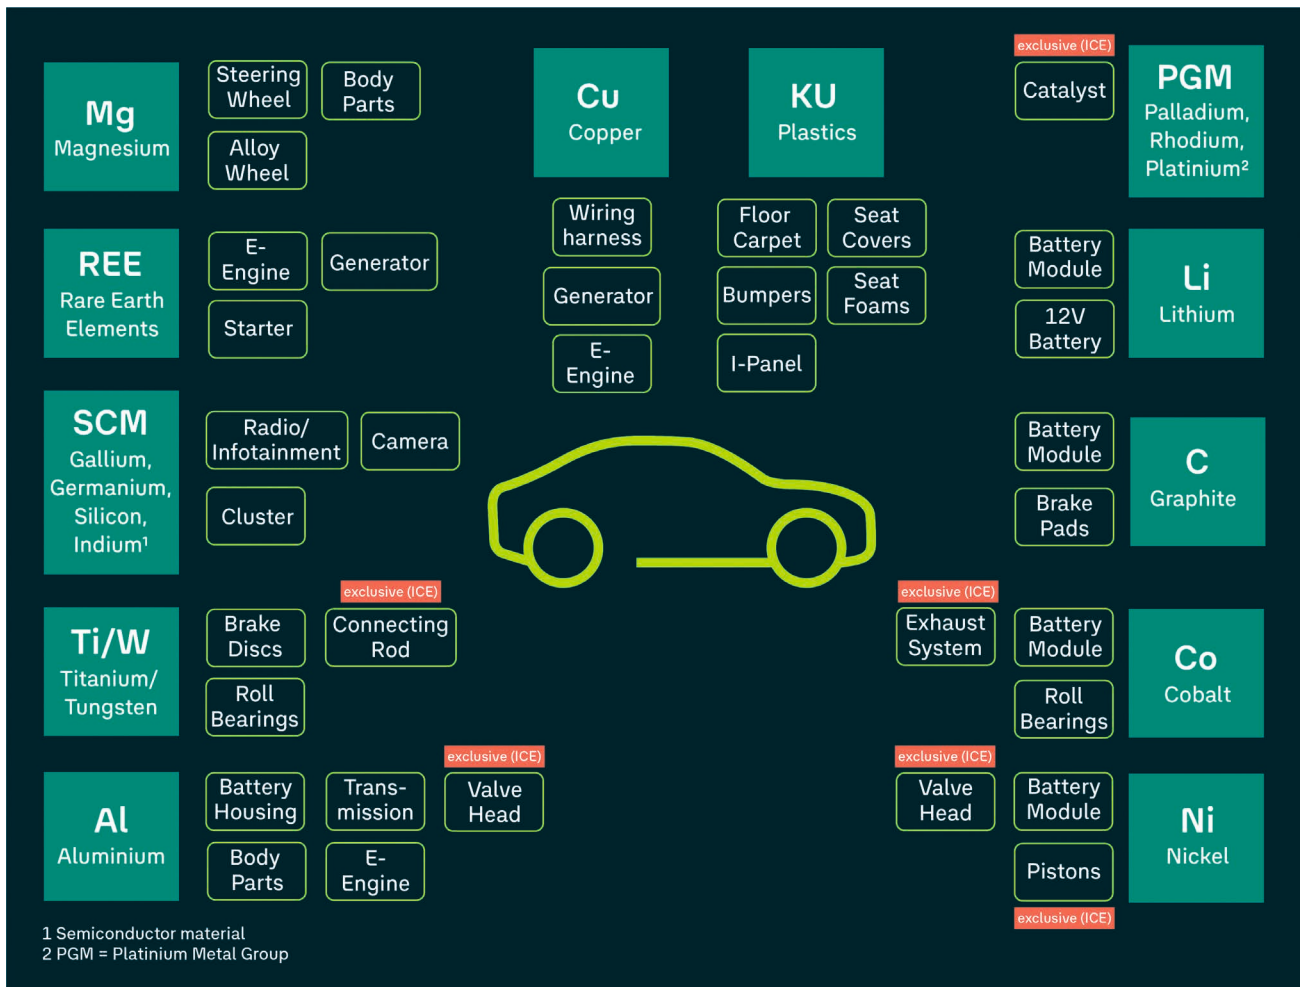 Mg
Magnesium
Steering
Wheel
Body
Parts
Alloy
Wheel
Cu
Copper
KU
Plastics
exclusive (ICE)
Catalyst
PGM
Palladium,
Rhodium,
Platinium²
REE
Rare Earth
Elements
E-
Engine
Generator
Starter
Wiring
harness
Generator
E-
Engine
Floor
Carpet
Seat
Covers
Bumpers
Seat
Foams
I-Panel
Battery
Module
12V
Battery
Li
Lithium
SCM
Gallium,
Germanium,
Silicon,
Indium¹
Radio/
Infotainment
Camera
Cluster
Battery
Module
Brake
Pads
C
Graphite
Ti/W
Titanium/
Tungsten
Brake
Discs
exclusive (ICE)
Connecting
Rod
Roll
Bearings
exclusive (ICE)
Exhaust
System
Battery
Module
Roll
Bearings
Co
Cobalt
Al
Aluminium
Battery
Housing
Trans-
mission
exclusive (ICE)
Valve
Head
Body
Parts
E-
Engine
exclusive (ICE)
Valve
Head
Battery
Module
Pistons
exclusive (ICE)
Ni
Nickel
1 Semiconductor material
2 PGM = Platinium Metal Group